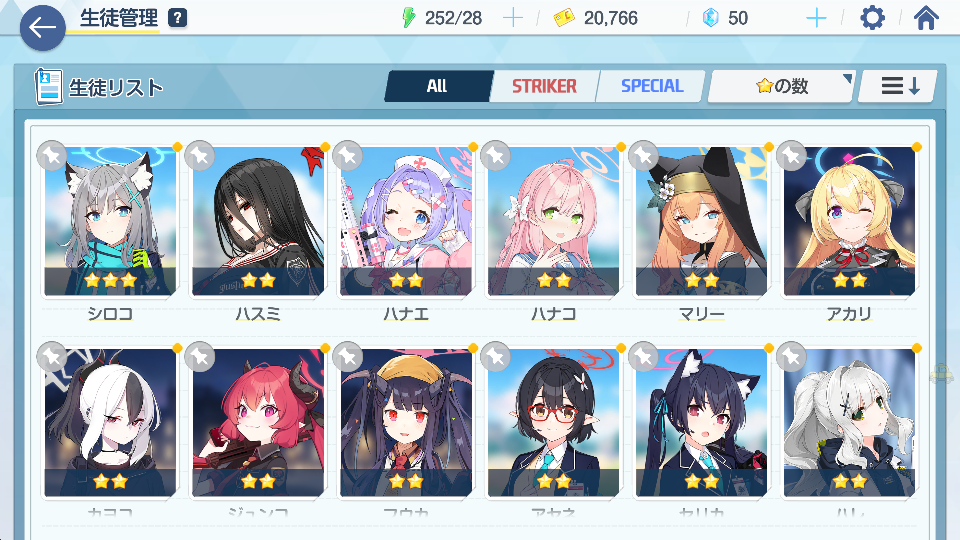 生徒管理 ?
252/28
20,766
50
生徒リスト
All
STRIKER
SPECIAL
の数
シロコ
ハスミ
ハナエ
ハナコ
マリー
アカリ
カヨコ
ジュンコ
フウカ
アヤネ
セリカ
ハレ